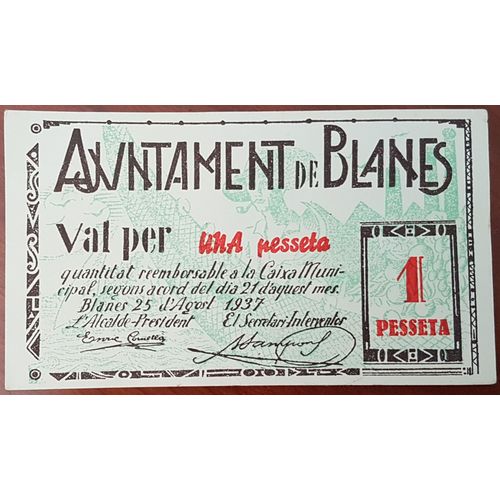 AJUNTAMENT DE BLANES
Val per UNA pesseta
quantitat reemborsable a la Caixa Muni-
cipal, segons acord del dia 21 d'aquest mes.
Blanes 25 d'Agost 1937
L'Alcalde-President El Secretari-Interventor
1
PESSETA